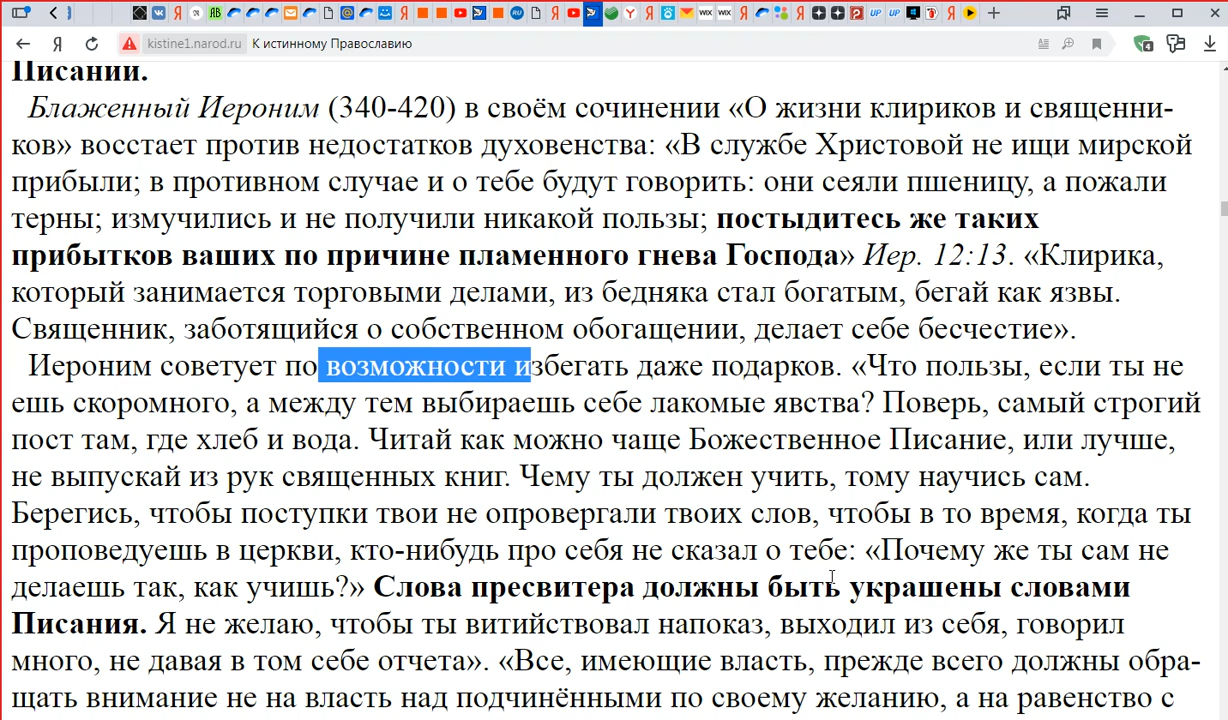 kistine1.narod.ru К истинному Православию
4
Писании.
Блаженный Иероним (340-420) в своём сочинении «О жизни клириков и священни-
ков» восстает против недостатков духовенства: «В службе Христовой не ищи мирской
прибыли; в противном случае и о тебе будут говорить: они сеяли пшеницу, а пожали
терны; измучились и не получили никакой пользы; постыдитесь же таких
прибытков ваших по причине пламенного гнева Господа» Иер. 12:13. «Клирика,
который занимается торговыми делами, из бедняка стал богатым, бегай как язвы.
Священник, заботящийся о собственном обогащении, делает себе бесчестие».
Иероним советует по возможности избегать даже подарков. «Что пользы, если ты не
ешь скоромного, а между тем выбираешь себе лакомые явства? Поверь, самый строгий
пост там, где хлеб и вода. Читай как можно чаще Божественное Писание, или лучше,
не выпускай из рук священных книг. Чему ты должен учить, тому научись сам.
Берегись, чтобы поступки твои не опровергали твоих слов, чтобы в то время, когда ты
проповедуешь в церкви, кто-нибудь про себя не сказал о тебе: «Почему же ты сам не
делаешь так, как учишь?» Слова пресвитера должны быть украшены словами
Писания. Я не желаю, чтобы ты витийствовал напоказ, выходил из себя, говорил
много, не давая в том себе отчета». «Все, имеющие власть, прежде всего должны обра-
щать внимание не на власть над подчинёнными по своему желанию, а на равенство с